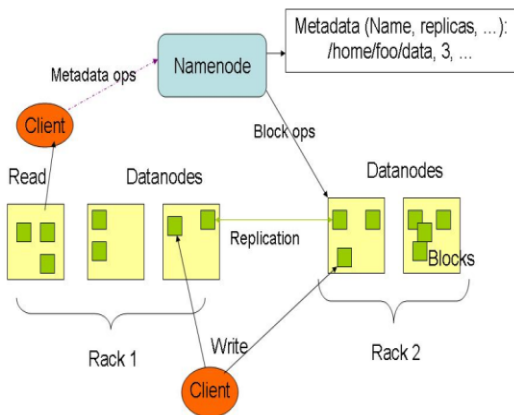 Metadata (Name, replicas, ...):
/home/foo/data, 3, ...
Namenode
Metadata ops
Client
Block ops
Read
Datanodes
Datanodes
Replication
Blocks
Rack 1
Write
Rack 2
Client